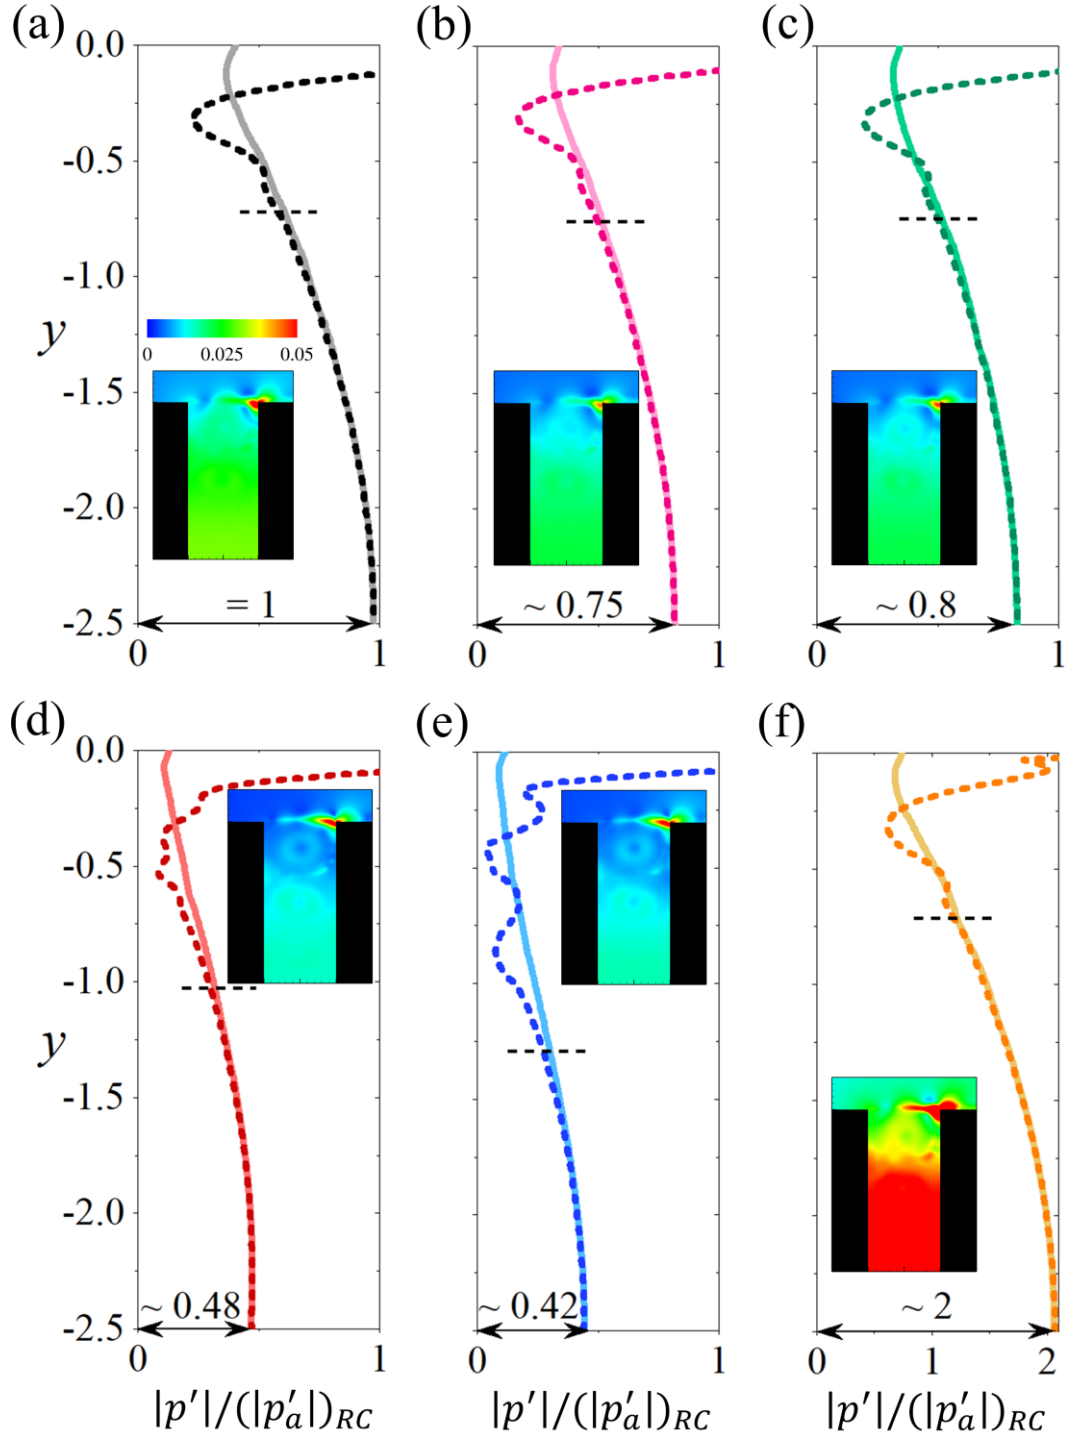 (a) (b) (c)
0.0
-0.5
-1.0
y
0 0.025 0.05
-1.5
-2.0
= 1 ~ 0.75 ~ 0.8
-2.5
0 1 0 1 0 1
(d) (e) (f)
0.0
-0.5
-1.0
y
-1.5
-2.0
~ 0.48 ~ 0.42 ~ 2
-2.5
0 1 0 1 0 1 2
|p′|/(|p′ₐ|)RC |p′|/(|p′ₐ|)RC |p′|/(|p′ₐ|)RC